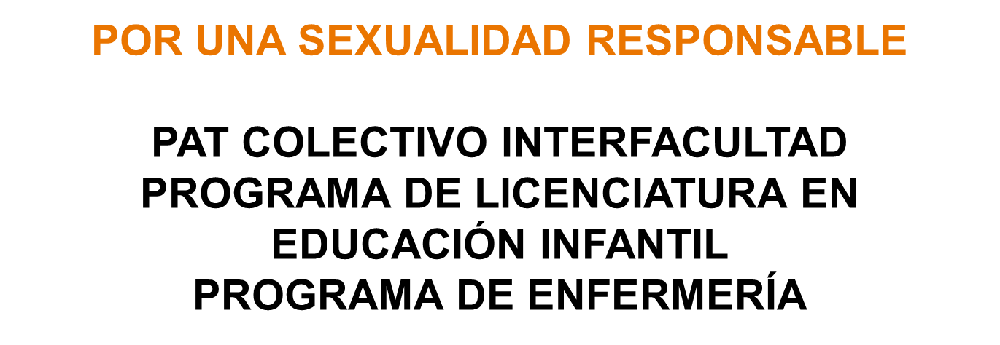 POR UNA SEXUALIDAD RESPONSABLE
PAT COLECTIVO INTERFACULTAD
PROGRAMA DE LICENCIATURA EN
EDUCACIÓN INFANTIL
PROGRAMA DE ENFERMERÍA